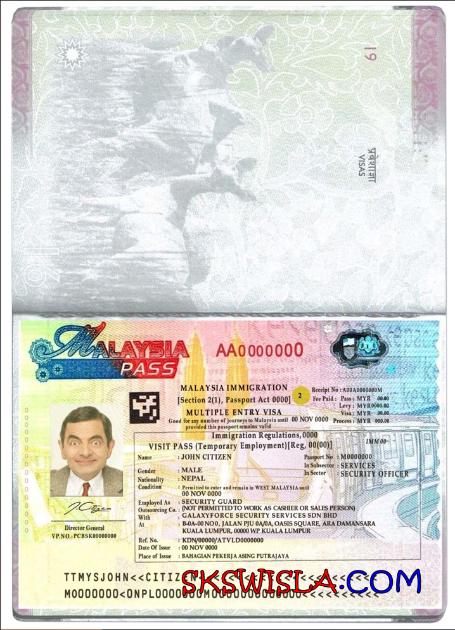 19
प्रवेशाज्ञा
VISAS
MALAYSIA
PASS
AA0000000
MALAYSIA IMMIGRATION
[Section 2(1), Passport Act 0000]
2
MULTIPLE ENTRY VISA
Good for any number of journeys to Malaysia until 00 NOV 0000
provided this passport remains valid
Receipt No : A00A0000000M
Fee Paid : Pass : MYR 00.00
Levy : MYR 0000.00
Visa : MYR 00.00
Process : MYR 000.00
Immigration Regulations,0000
VISIT PASS (Temporary Employment)[Reg, 00(00)]
IMM·00
Name : JOHN CITIZEN
Passport No : M0000000
In Subsector : SERVICES
In Sector : SECURITY OFFICER
Gender : MALE
Nationality : NEPAL
Condition : Permitted to enter and remain in WEST MALAYSIA until
00 NOV 0000
Employed As : SECURITY GUARD
Outsourcing Co. : (NOT PERMITTED TO WORK AS CASHIER OR SALES PERSON)
With : GALAXYFORCE SECURITY SERVICES SDN BHD
B-0A-00 NO0, JALAN PJU 0A/0A, OASIS SQUARE, ARA DAMANSARA
KUALA LUMPUR, 00000 WP KUALA LUMPUR
Ref. No. : KDN/00000/ATVLD0000000
Date Of Issue : 00 NOV 0000
Place of Issue : BAHAGIAN PEKERJA ASING PUTRAJAYA
Director General
VP.NO : PC8SK00000000
TTMYSJOHN<<CITIZEN
SKSWISLA.COM